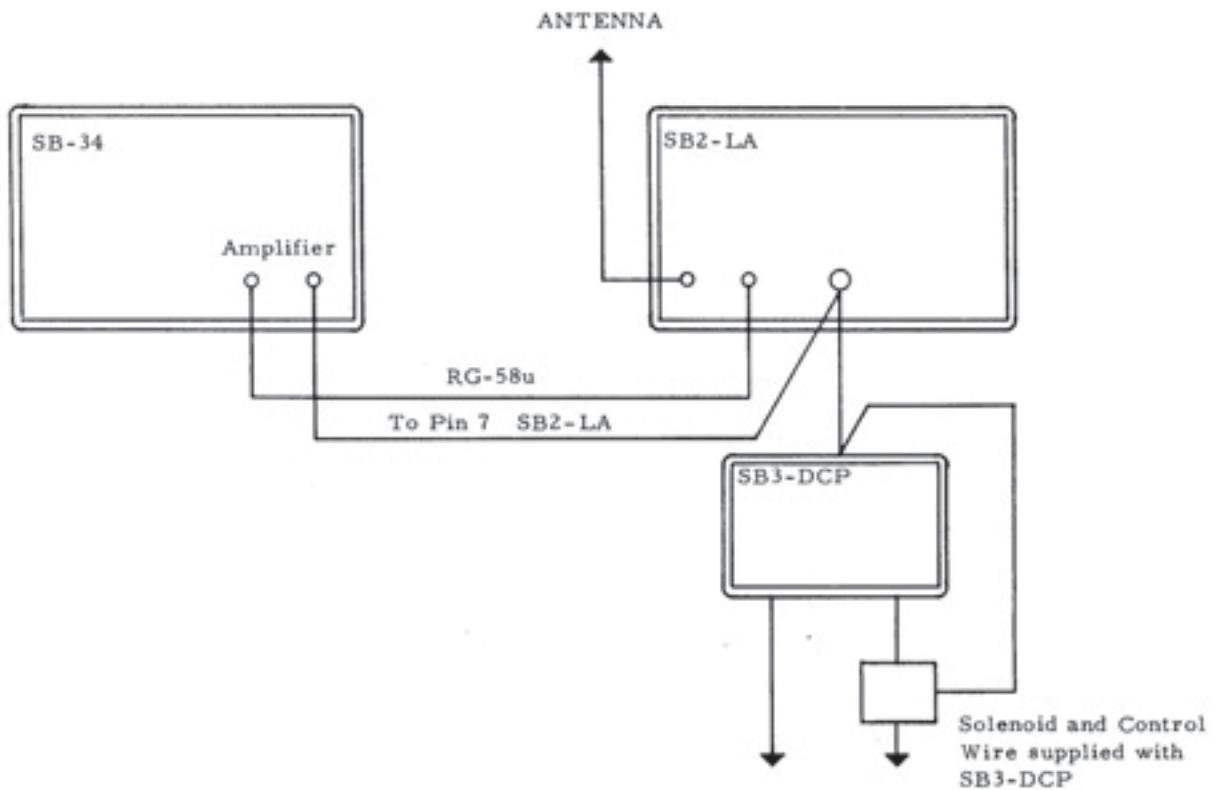 ANTENNA
SB-34
SB2-LA
Amplifier
RG-58u
To Pin 7 SB2-LA
SB3-DCP
Solenoid and Control
Wire supplied with
SB3-DCP